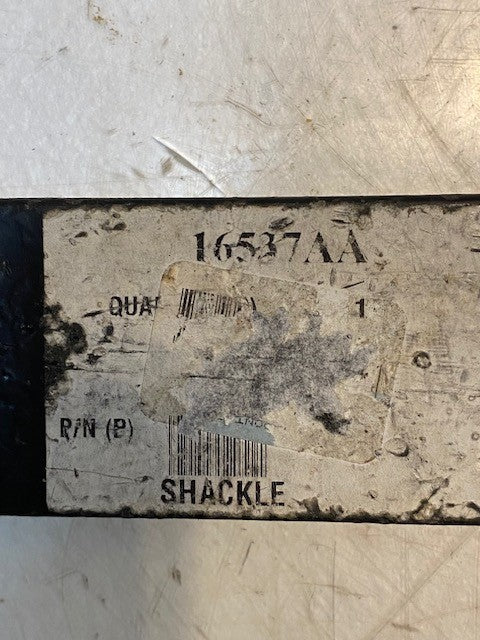 16537AA
QUA 1
P/N (P)
SHACKLE